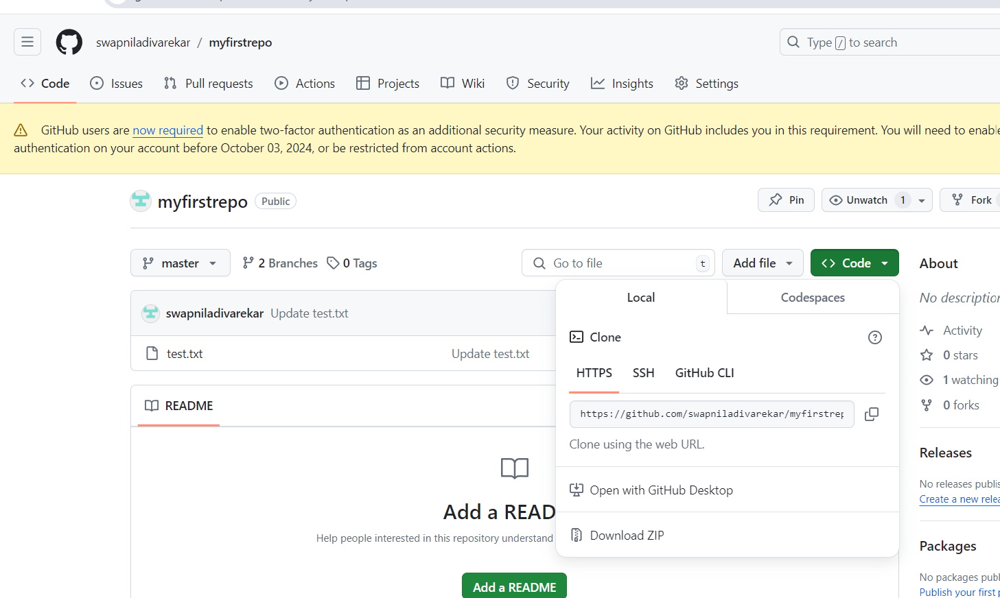 swapniladivarekar / myfirstrepo
Type / to search
Code Issues Pull requests Actions Projects Wiki Security Insights Settings
GitHub users are now required to enable two-factor authentication as an additional security measure. Your activity on GitHub includes you in this requirement. You will need to
authentication on your account before October 03, 2024, or be restricted from account actions.
myfirstrepo Public
Pin Unwatch 1 Fork
master 2 Branches 0 Tags Go to file t Add file Code About
Local Codespaces
No
swapniladivarekar Update test.txt
Activity
Clone
test.txt Update test.txt
0 stars
HTTPS SSH GitHub CLI
1 watching
README
0 forks
https://github.com/swapniladivarekar/myfirstrep
Clone using the web URL.
Releases
No releases
Create a new
Open with GitHub Desktop
Add a READ
Help people interested in this repository understand
Download ZIP
Packages
No packages
Add a README
Publish your first